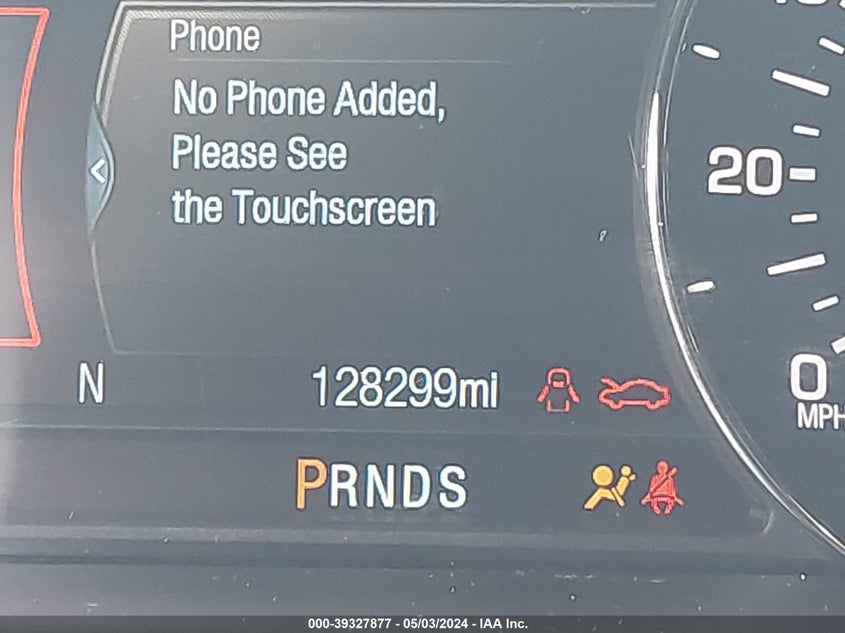 Phone
No Phone Added,
Please See
the Touchscreen
<
20
N
128299mi
0
MPH
PRNDS
000-39327877 - 05/03/2024 - IAA Inc.